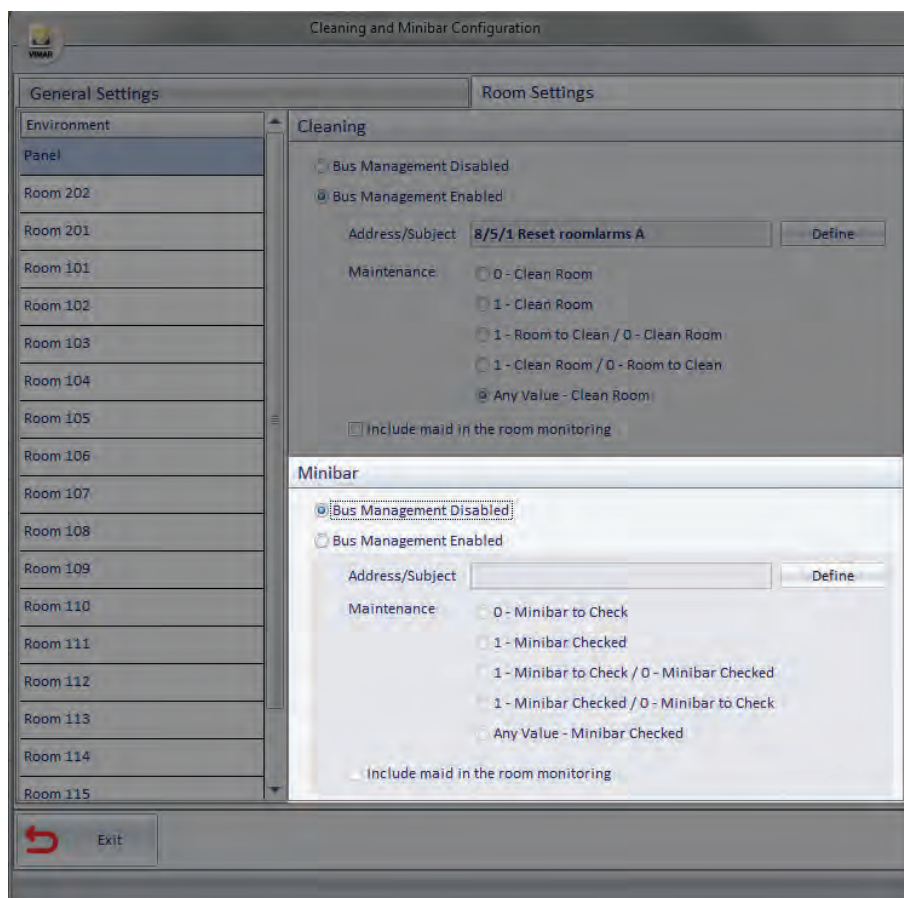 Cleaning and Minibar Configuration
VIMAR
General Settings
Room Settings
Environment
Panel
Room 202
Room 201
Room 101
Room 102
Room 103
Room 104
Room 105
Room 106
Room 107
Room 108
Room 109
Room 110
Room 111
Room 112
Room 113
Room 114
Room 115
Cleaning
Bus Management Disabled
Bus Management Enabled
Address/Subject 8/5/1 Reset roomlarms A Define
Maintenance 0 - Clean Room
1 - Clean Room
1 - Room to Clean / 0 - Clean Room
1 - Clean Room / 0 - Room to Clean
Any Value - Clean Room
Include maid in the room monitoring
Minibar
Bus Management Disabled
Bus Management Enabled
Address/Subject Define
Maintenance 0 - Minibar to Check
1 - Minibar Checked
1 - Minibar to Check / 0 - Minibar Checked
1 - Minibar Checked / 0 - Minibar to Check
Any Value - Minibar Checked
Include maid in the room monitoring
Exit